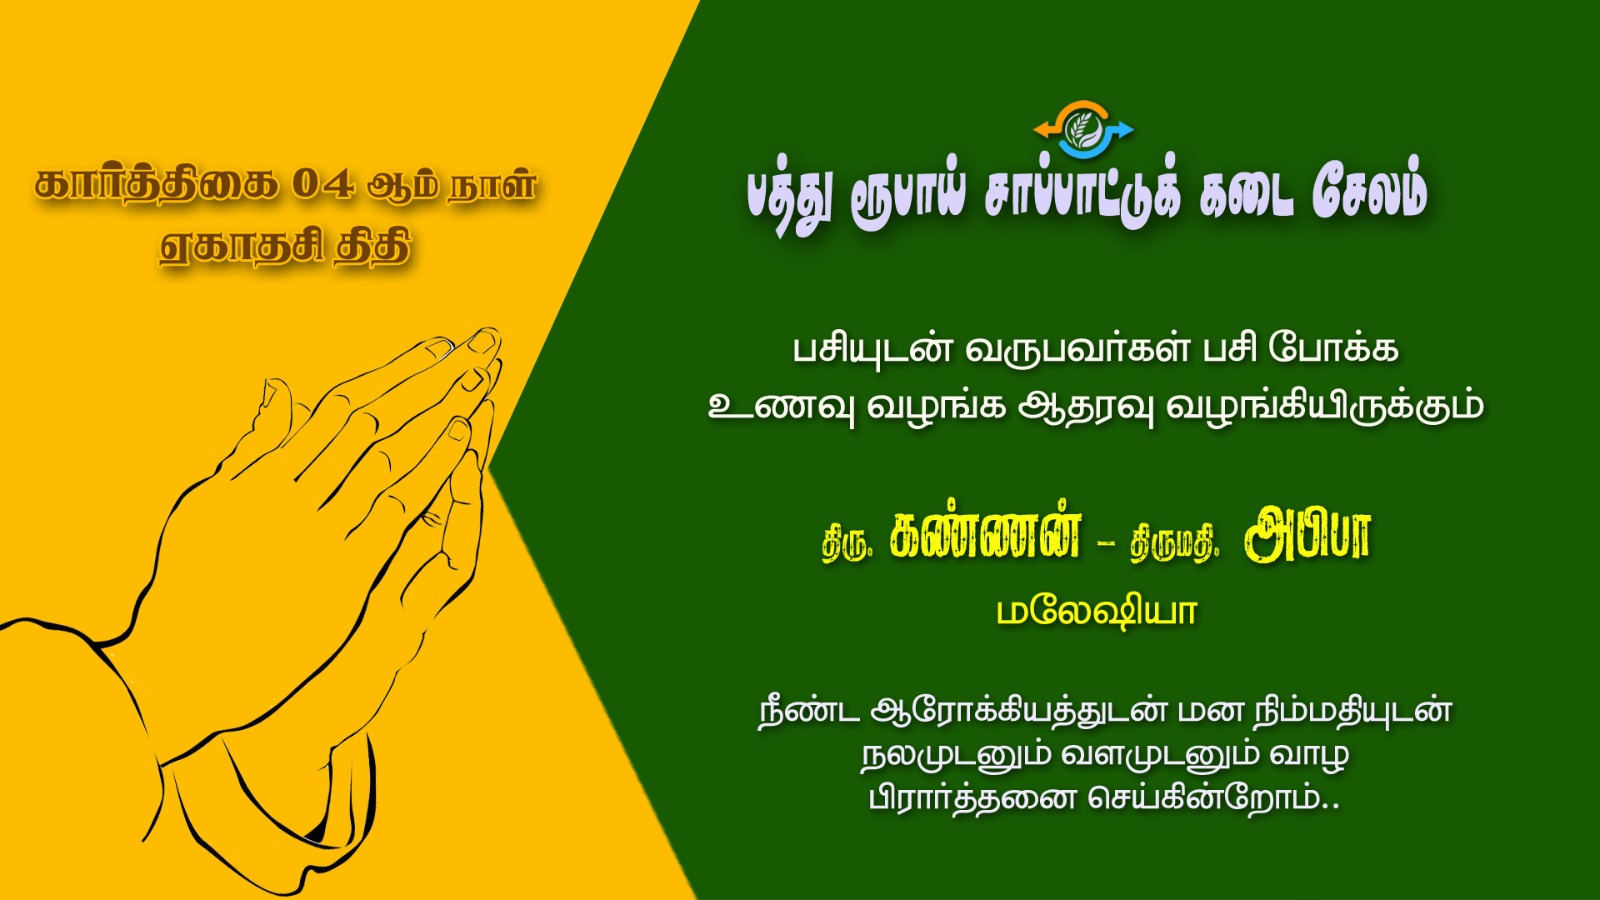 கார்த்திகை 04 ஆம் நாள்
ஏகாதசி திதி
பத்து ரூபாய் சாப்பாட்டுக் கடை சேலம்
பசியுடன் வருபவர்கள் பசி போக்க
உணவு வழங்க ஆதரவு வழங்கியிருக்கும்
திரு. கண்ணன் – திருமதி. அபிபா
மலேஷியா
நீண்ட ஆரோக்கியத்துடன் மன நிம்மதியுடன்
நலமுடனும் வளமுடனும் வாழ
பிரார்த்தனை செய்கின்றோம்..